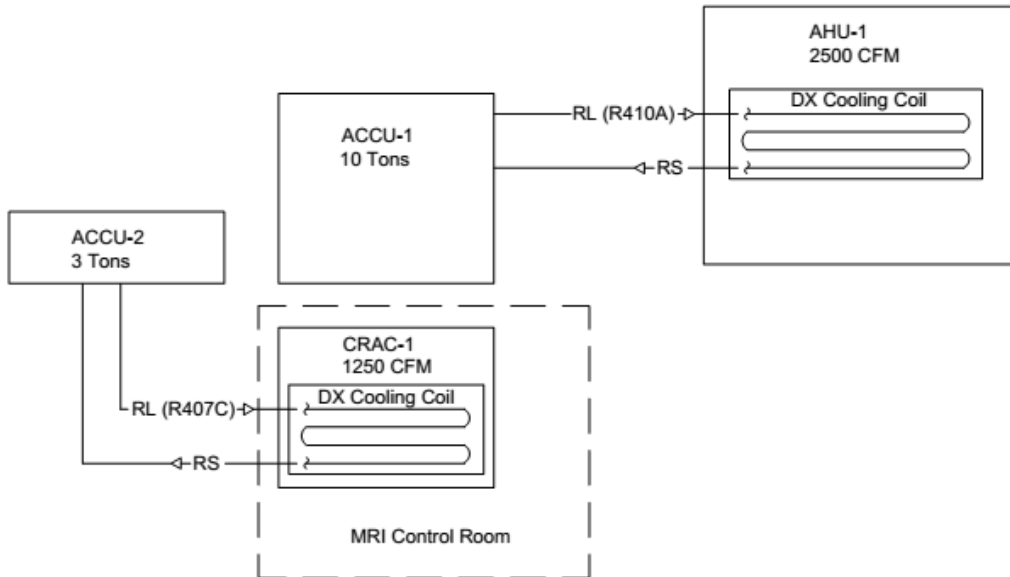 AHU-1
2500 CFM
DX Cooling Coil
RL (R410A)
RS
ACCU-1
10 Tons
ACCU-2
3 Tons
CRAC-1
1250 CFM
DX Cooling Coil
RL (R407C)
RS
MRI Control Room